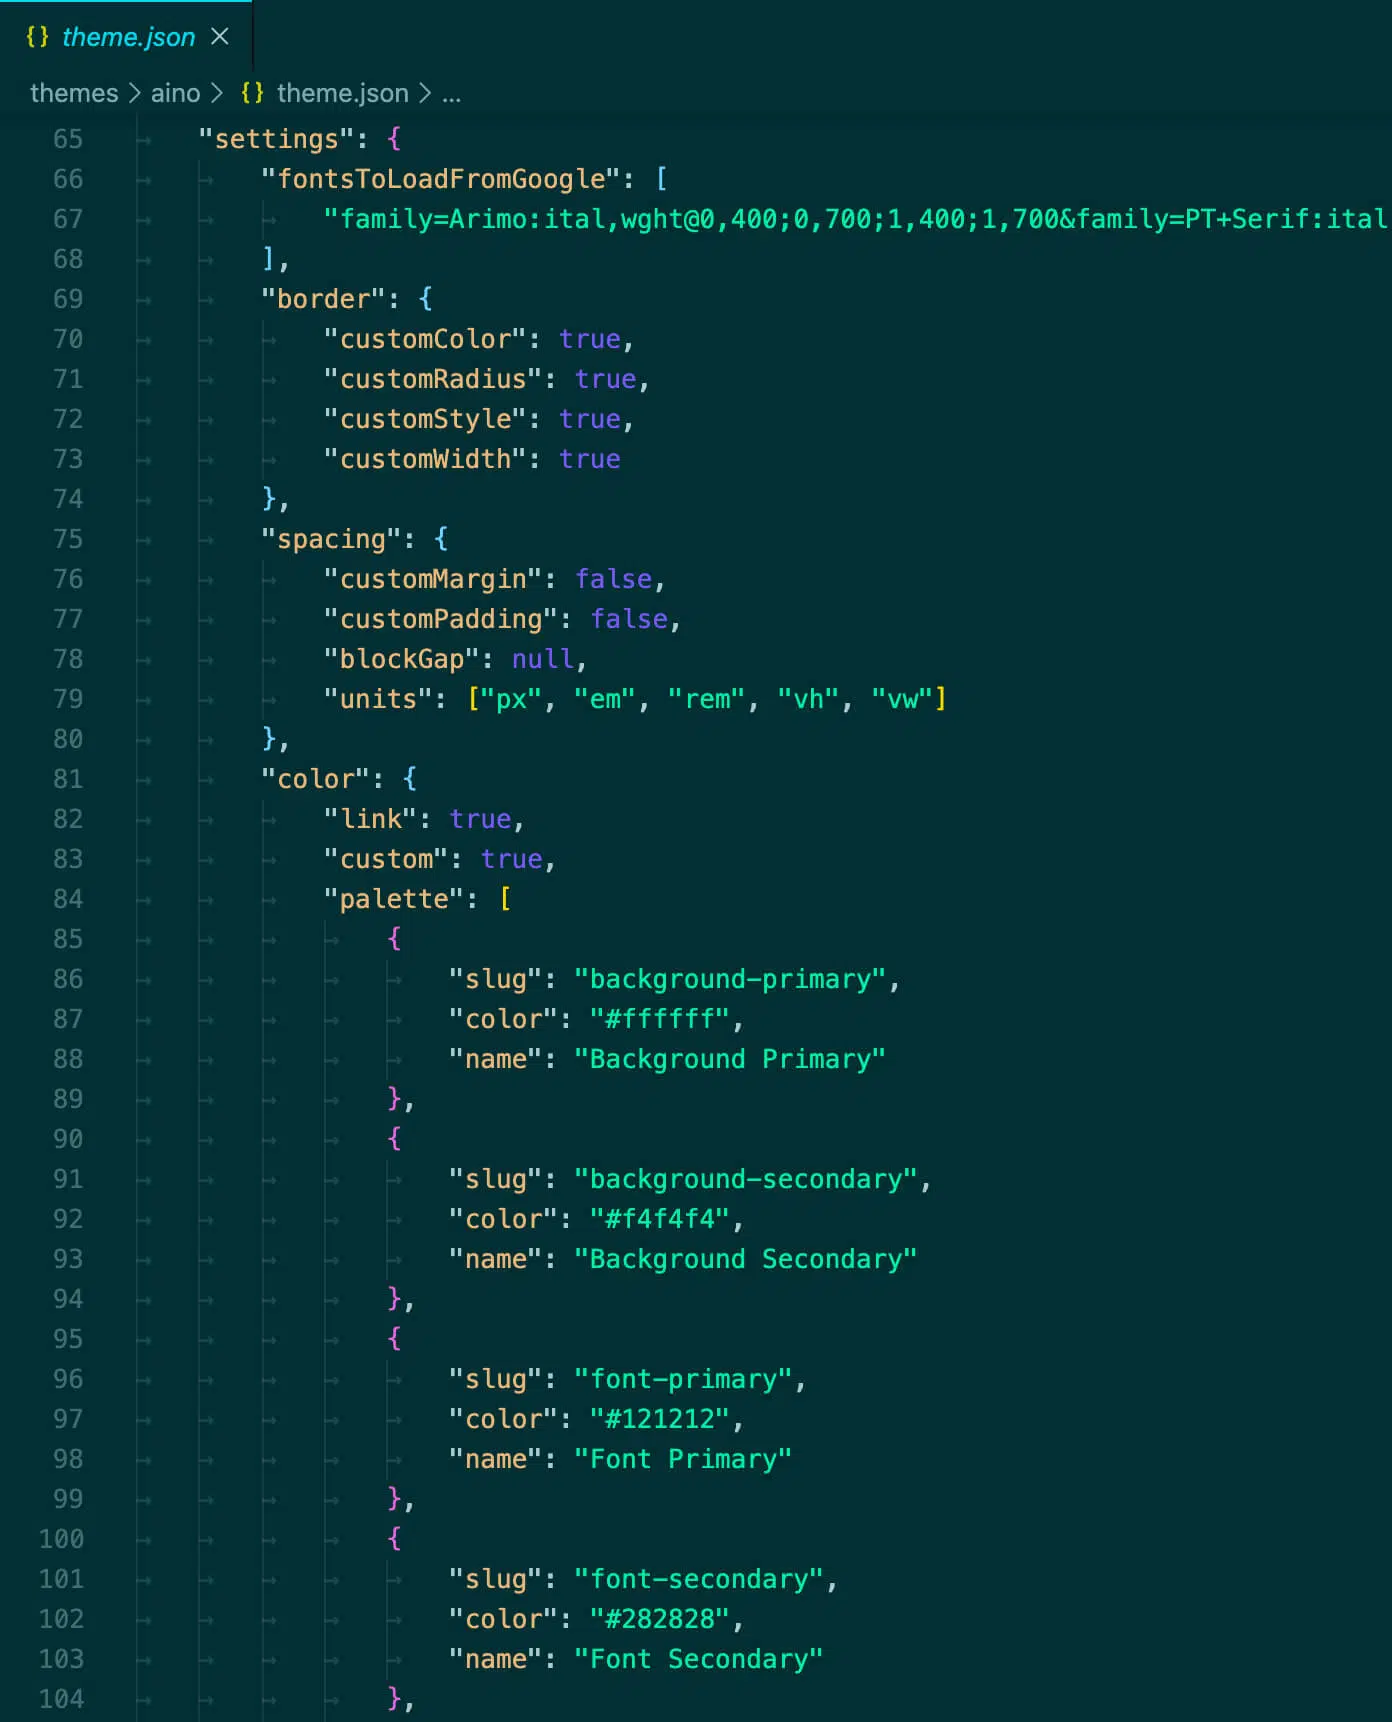 {} theme.json ×
themes > aino > {} theme.json > ...
65 "settings": {
66 "fontsToLoadFromGoogle": [
67 "family=Arimo:ital,wght@0,400;0,700;1,400;1,700&family=PT+Serif:ital
68 ],
69 "border": {
70 "customColor": true,
71 "customRadius": true,
72 "customStyle": true,
73 "customWidth": true
74 },
75 "spacing": {
76 "customMargin": false,
77 "customPadding": false,
78 "blockGap": null,
79 "units": ["px", "em", "rem", "vh", "vw"]
80 },
81 "color": {
82 "link": true,
83 "custom": true,
84 "palette": [
85 {
86 "slug": "background-primary",
87 "color": "#ffffff",
88 "name": "Background Primary"
89 },
90 {
91 "slug": "background-secondary",
92 "color": "#f4f4f4",
93 "name": "Background Secondary"
94 },
95 {
96 "slug": "font-primary",
97 "color": "#121212",
98 "name": "Font Primary"
99 },
100 {
101 "slug": "font-secondary",
102 "color": "#282828",
103 "name": "Font Secondary"
104 },